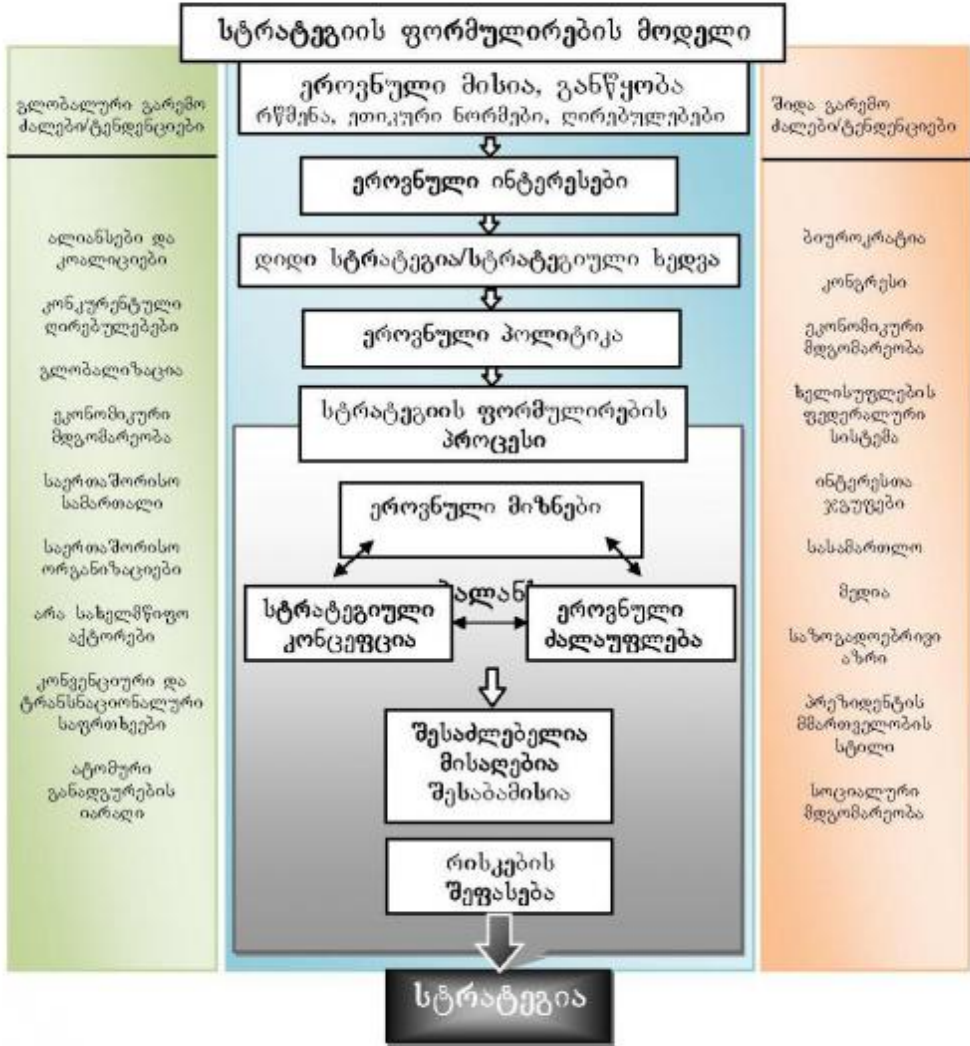 სტრატეგიის ფორმულირების მოდელი
გლობალური გარემო
ძალები/ტენდენციები
ალიანსები და
კოალიციები
კონკურენტული
ღირებულებები
გლობალიზაცია
ეკონომიკური
მდგომარეობა
საერთაშორისო
სამართალი
საერთაშორისო
ორგანიზაციები
არა სახელმწიფო
აქტორები
კონვენციური და
ტრანსნაციონალური
საფრთხეები
ატომური
განადგურების
იარაღი
ეროვნული მისია, განწყობა
რწმენა, ეთიკური ნორმები, ღირებულებები
ეროვნული ინტერესები
დიდი სტრატეგია/სტრატეგიული ხედვა
ეროვნული პოლიტიკა
სტრატეგიის ფორმულირების
პროცესი
ეროვნული მიზნები
სტრატეგიული
კონცეფცია
ეროვნული
ძალაუფლება
შესაძლებელია
მისაღებია
შესაბამისია
რისკების
შეფასება
სტრატეგია
შიდა გარემო
ძალები/ტენდენციები
ბიუროკრატია
კონგრესი
ეკონომიკური
მდგომარეობა
ხელისუფლების
ფედერალური
სისტემა
ინტერესთა
ჯგუფები
სასამართლო
მედია
საზოგადოებრივი
აზრი
პრეზიდენტის
მმართველობის
სტილი
სოციალური
მდგომარეობა